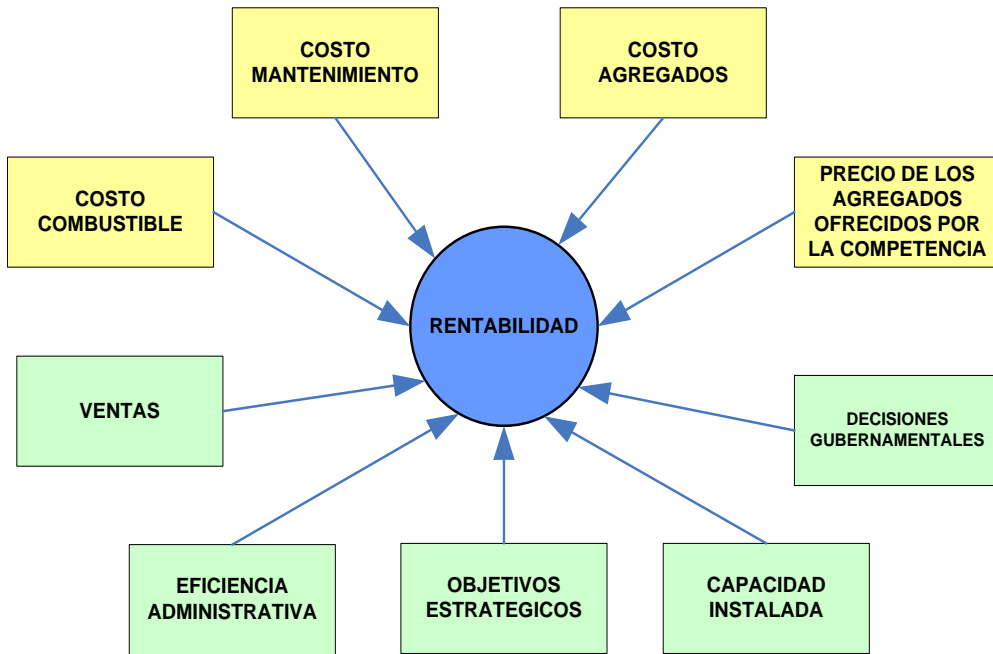 COSTO
MANTENIMIENTO
COSTO
AGREGADOS
COSTO
COMBUSTIBLE
PRECIO DE LOS
AGREGADOS
OFRECIDOS POR
LA COMPETENCIA
RENTABILIDAD
VENTAS
DECISIONES
GUBERNAMENTALES
EFICIENCIA
ADMINISTRATIVA
OBJETIVOS
ESTRATEGICOS
CAPACIDAD
INSTALADA